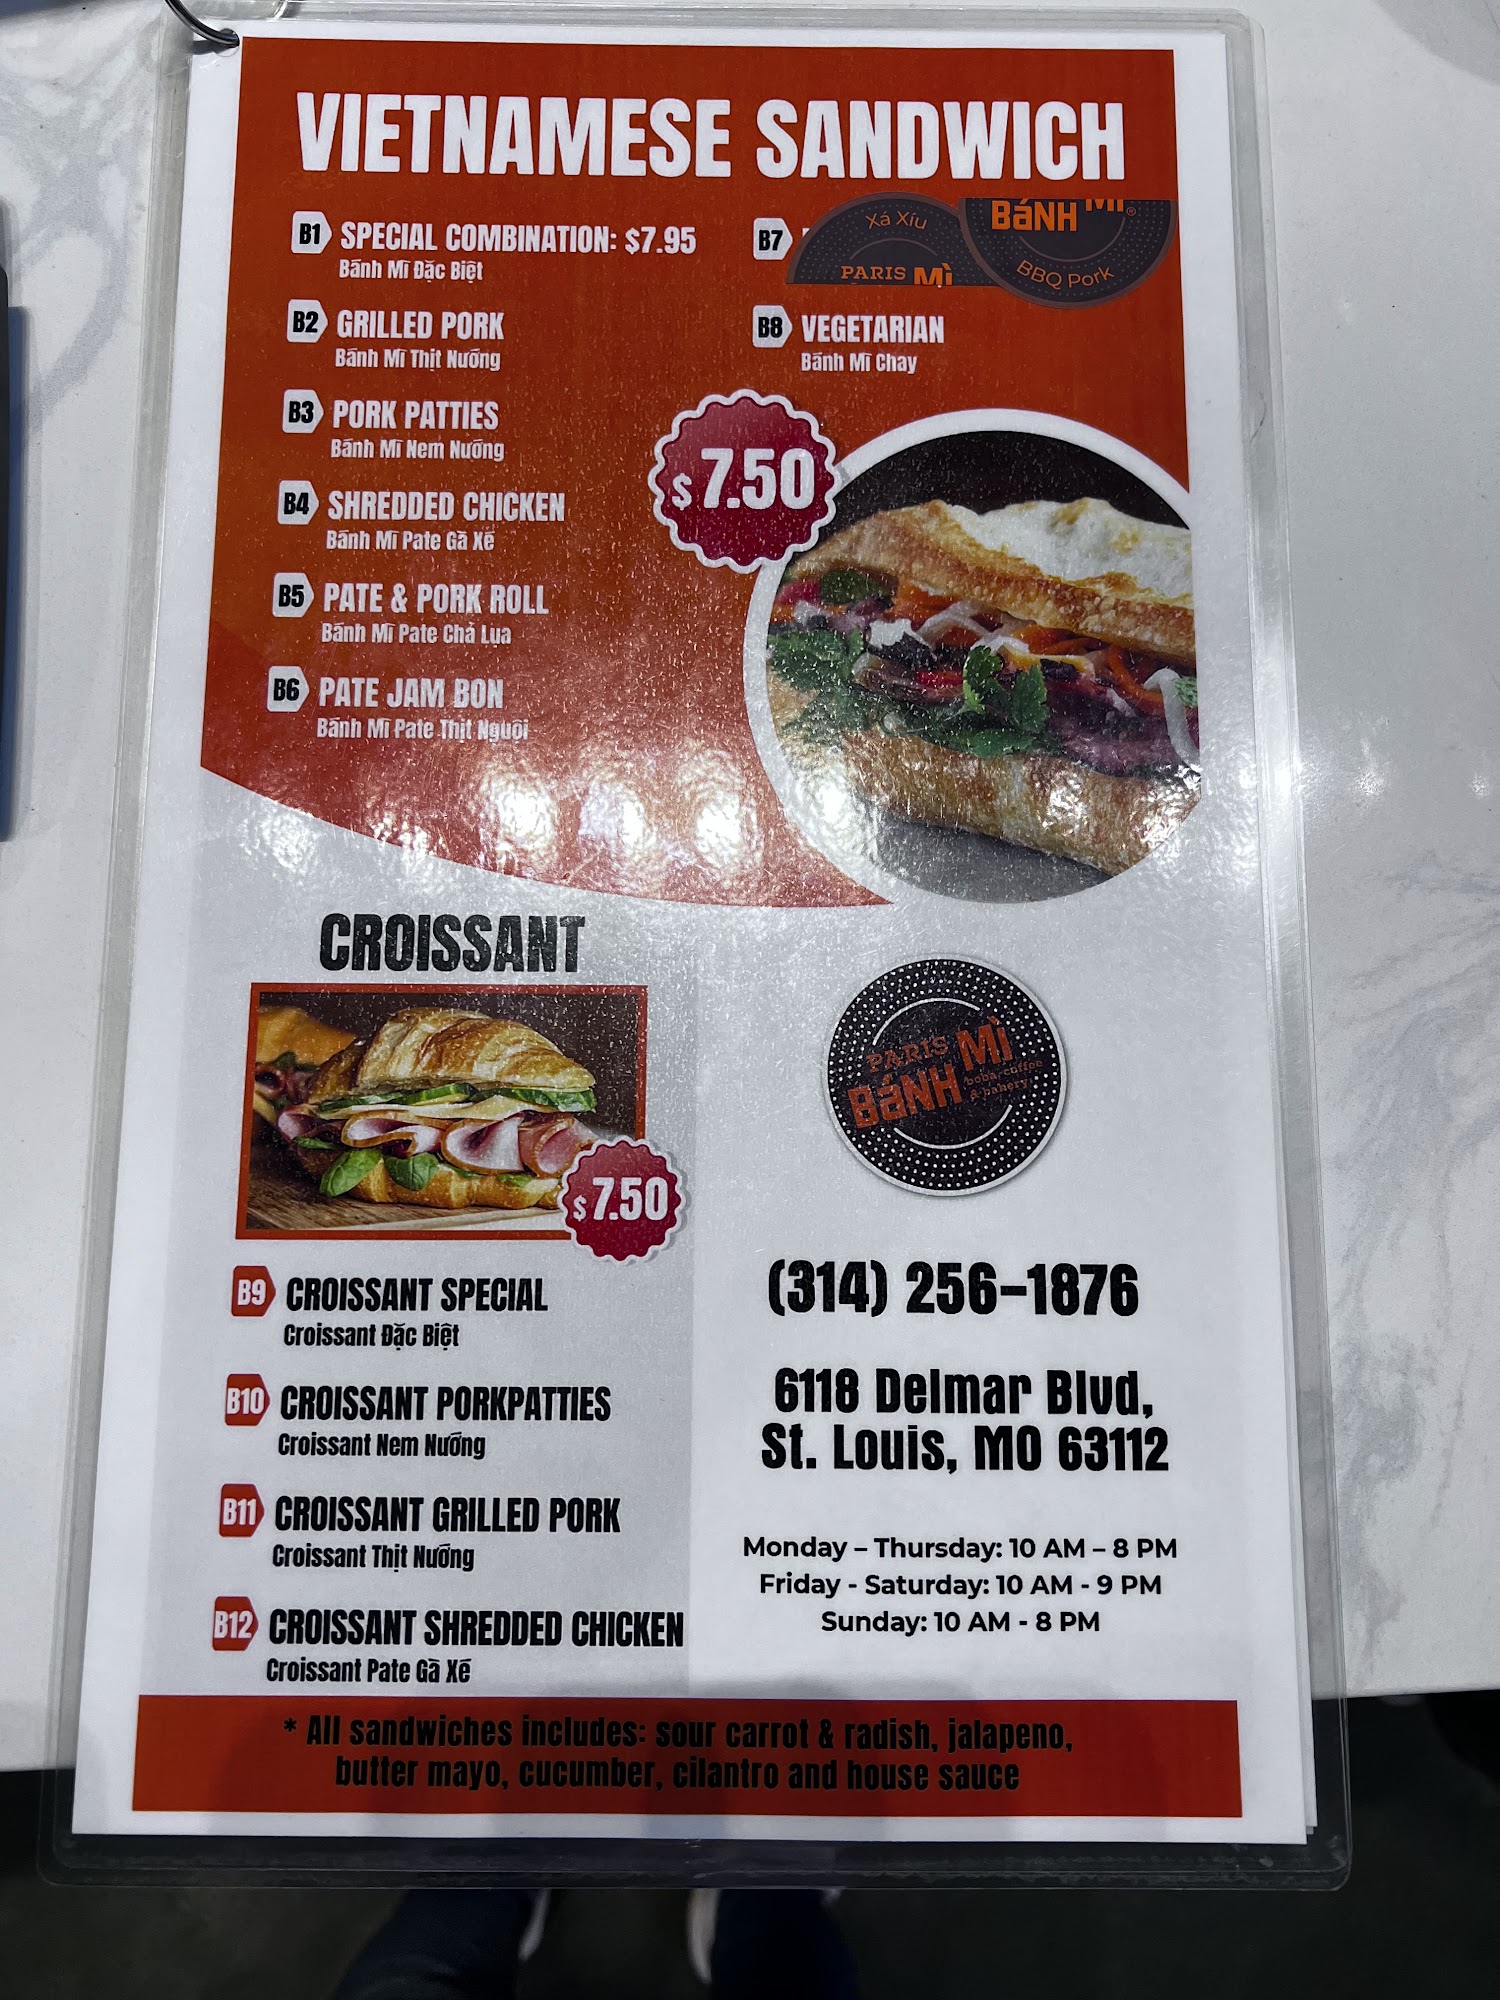 VIETNAMESE SANDWICH
B1 SPECIAL COMBINATION: $7.95
Bánh Mì Đặc Biệt
B2 GRILLED PORK
Bánh Mì Thịt Nướng
B3 PORK PATTIES
Bánh Mì Nem Nướng
B4 SHREDDED CHICKEN
Bánh Mì Pate Gà Xé
B5 PATE & PORK ROLL
Bánh Mì Pate Chả Lụa
B6 PATE JAM BON
Bánh Mì Pate Thịt Nguội
B7
Xá Xíu
PARIS Mì
BáNH Mì®
BBQ Pork
B8 VEGETARIAN
Bánh Mì Chay
$7.50
CROISSANT
$7.50
B9 CROISSANT SPECIAL
Croissant Đặc Biệt
B10 CROISSANT PORKPATTIES
Croissant Nem Nướng
B11 CROISSANT GRILLED PORK
Croissant Thịt Nướng
B12 CROISSANT SHREDDED CHICKEN
Croissant Pate Gà Xé
PARIS Mì
BáNH
boba·coffee
& bakery
(314) 256-1876
6118 Delmar Blvd,
St. Louis, MO 63112
Monday – Thursday: 10 AM – 8 PM
Friday - Saturday: 10 AM - 9 PM
Sunday: 10 AM - 8 PM
* All sandwiches includes: sour carrot & radish, jalapeno,
butter mayo, cucumber, cilantro and house sauce